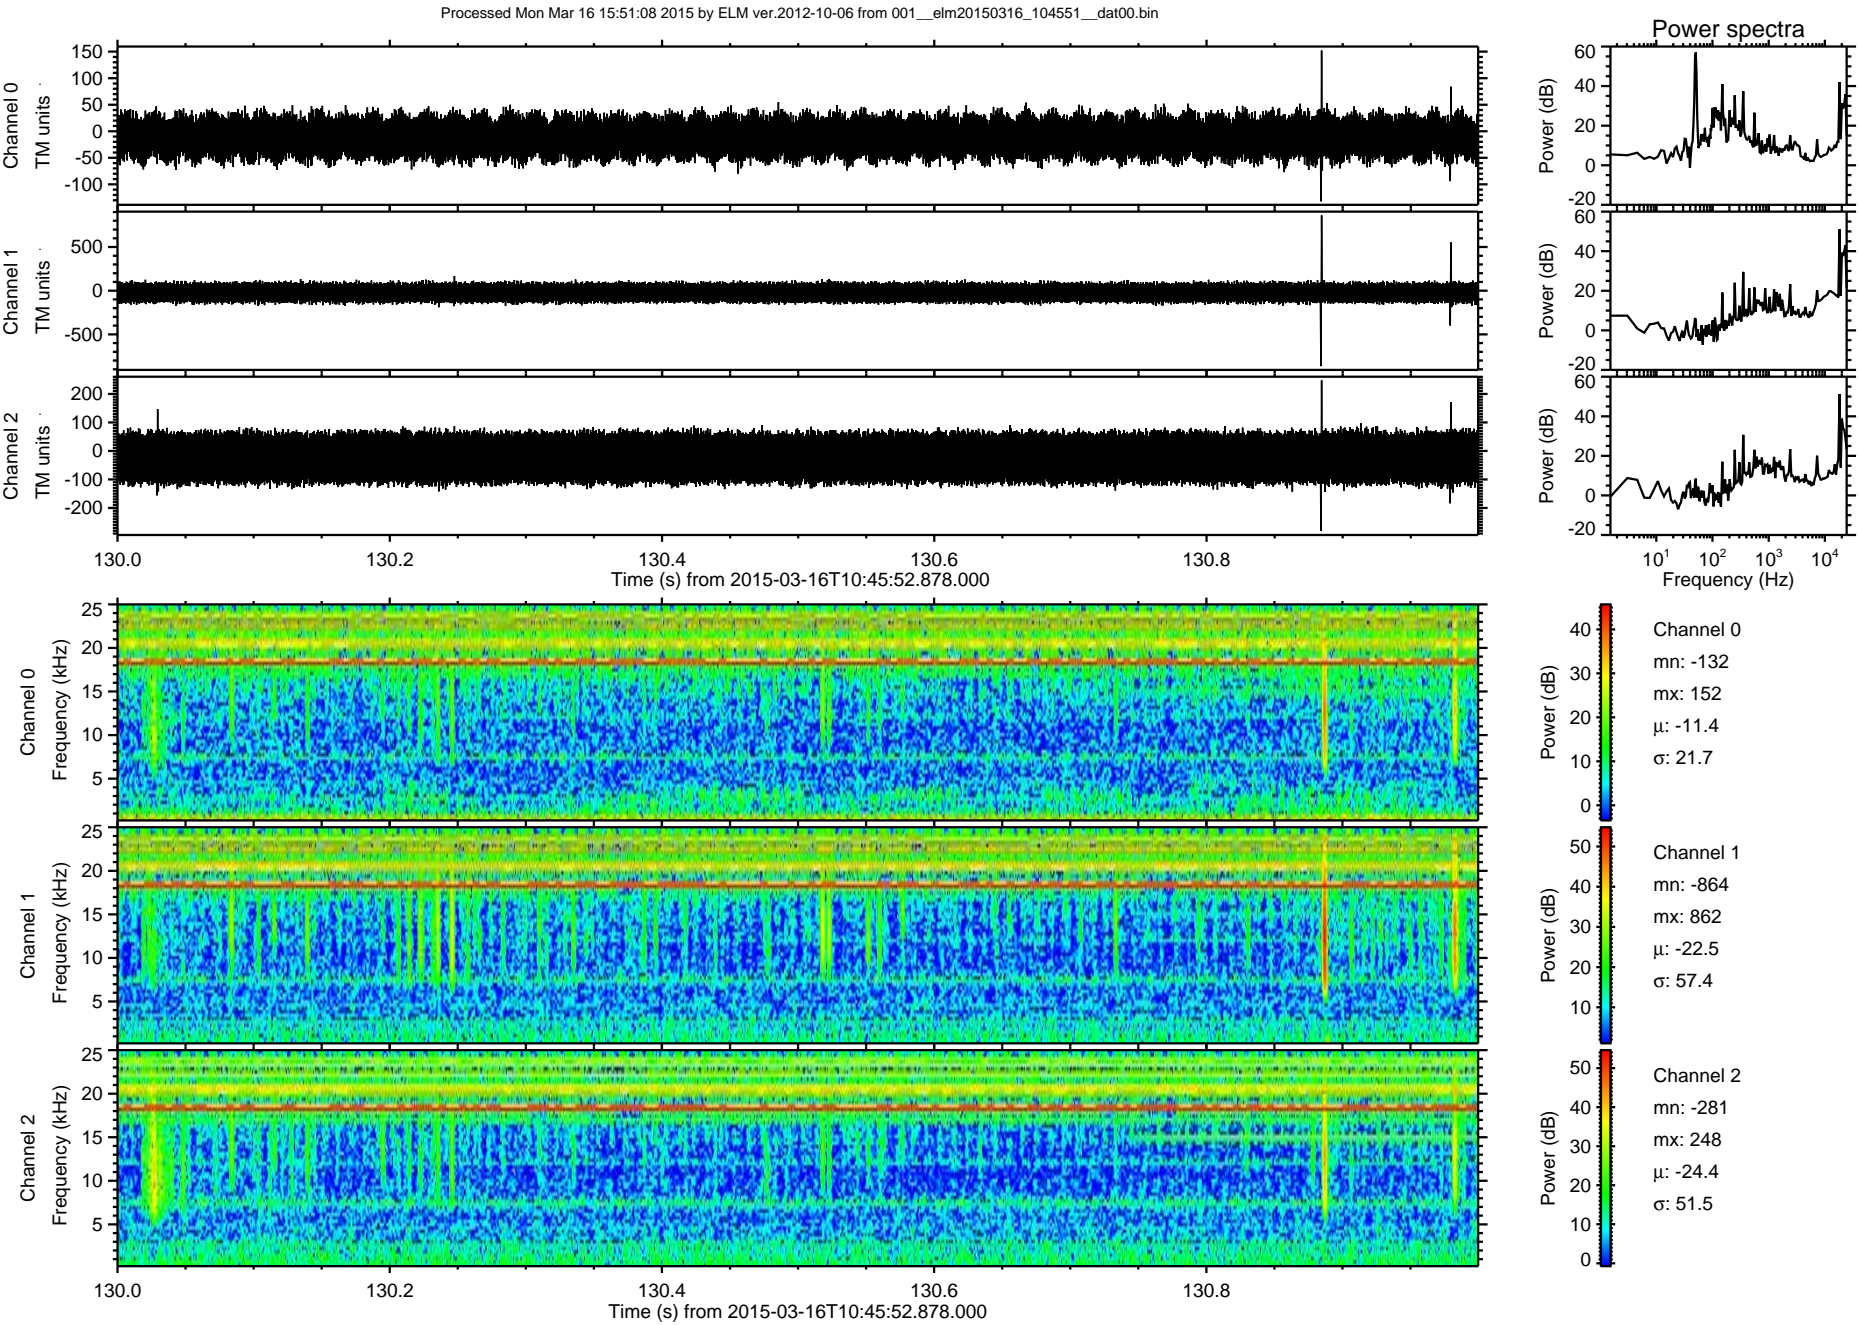 Processed Mon Mar 16 15:51:08 2015 by ELM ver.2012-10-06 from 001__elm20150316_104551__dat00.bin
Power spectra
Channel 0
TM units
150
100
50
0
-50
-100
Power (dB)
60
40
20
0
-20
Channel 1
TM units
500
0
-500
Power (dB)
60
40
20
0
-20
Channel 2
TM units
200
100
0
-100
-200
Power (dB)
60
40
20
0
-20
130.0 130.2 130.4 130.6 130.8
Time (s) from 2015-03-16T10:45:52.878.000
10¹ 10² 10³ 10⁴
Frequency (Hz)
Channel 0
Frequency (kHz)
25
20
15
10
5
Power (dB)
40
30
20
10
0
Channel 0
mn: -132
mx: 152
μ: -11.4
σ: 21.7
Channel 1
Frequency (kHz)
25
20
15
10
5
Power (dB)
50
40
30
20
10
Channel 1
mn: -864
mx: 862
μ: -22.5
σ: 57.4
Channel 2
Frequency (kHz)
25
20
15
10
5
Power (dB)
50
40
30
20
10
0
Channel 2
mn: -281
mx: 248
μ: -24.4
σ: 51.5
130.0 130.2 130.4 130.6 130.8
Time (s) from 2015-03-16T10:45:52.878.000